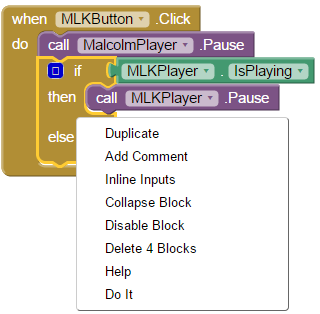 when MLKButton .Click
do call MalcolmPlayer .Pause
if MLKPlayer . IsPlaying
then call MLKPlayer .Pause
else
Duplicate
Add Comment
Inline Inputs
Collapse Block
Disable Block
Delete 4 Blocks
Help
Do It